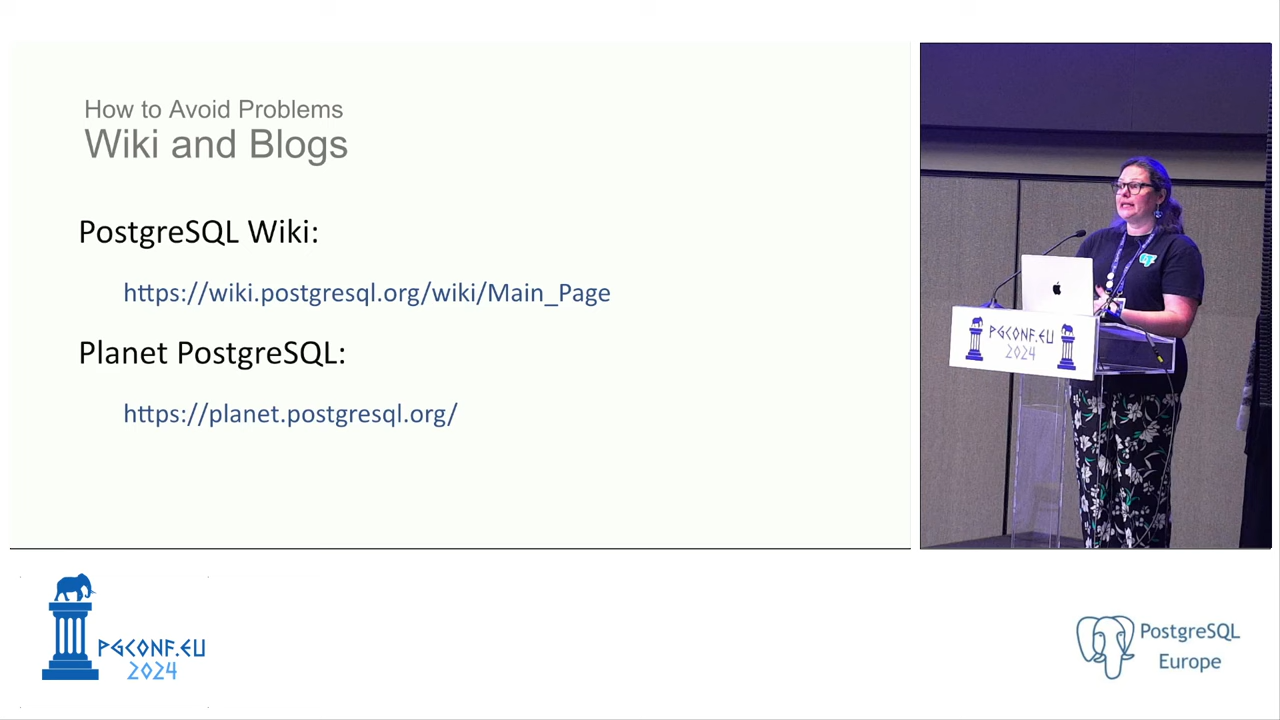 How to Avoid Problems
Wiki and Blogs
PostgreSQL Wiki:
https://wiki.postgresql.org/wiki/Main_Page
Planet PostgreSQL:
https://planet.postgresql.org/
PGCONF.EU
2024
PGCONF.EU
2024
PostgreSQL
Europe